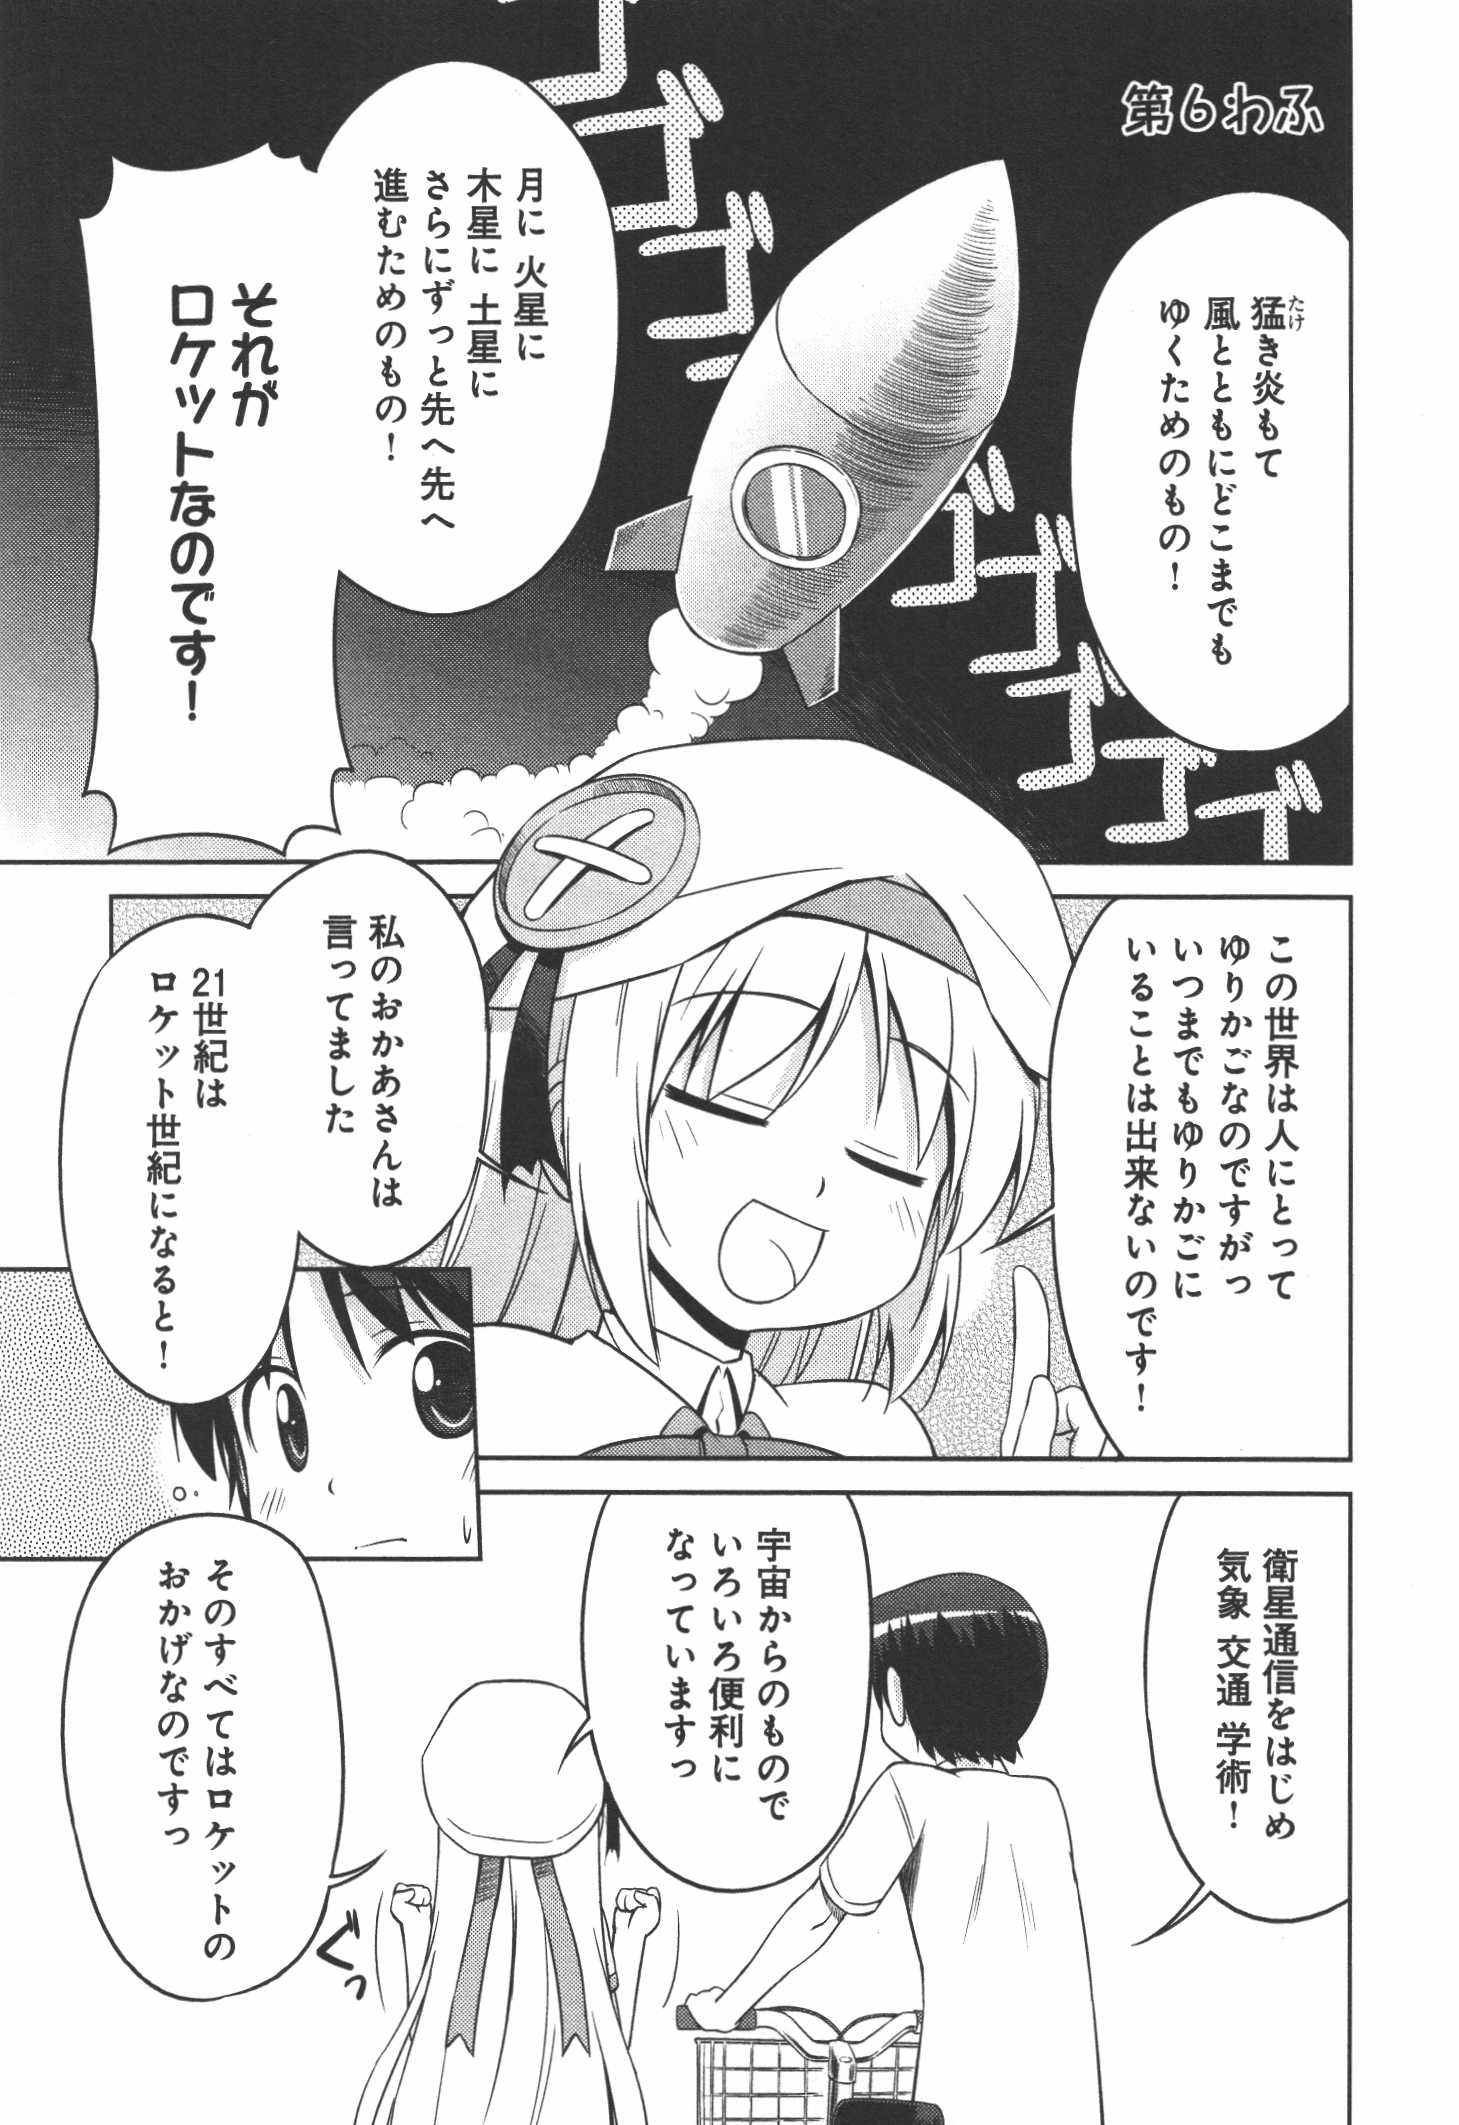 第6わふ
猛き炎もて
たけ
風とともにどこまでも
ゆくためのもの！
月に 火星に
木星に 土星に
さらにずっと先へ先へ
進むためのもの！
それが
ロケットなのです！
ゴゴゴゴ
ゴゴゴゴゴゴ
この世界は人にとって
ゆりかごなのですがっ
いつまでもゆりかごに
いることは出来ないのです！
私のおかあさんは
言ってました
21世紀は
ロケット世紀になると！
衛星通信をはじめ
気象 交通 学術！
宇宙からのもので
いろいろ便利に
なっていますっ
そのすべてはロケットの
おかげなのですっ
ぐっ